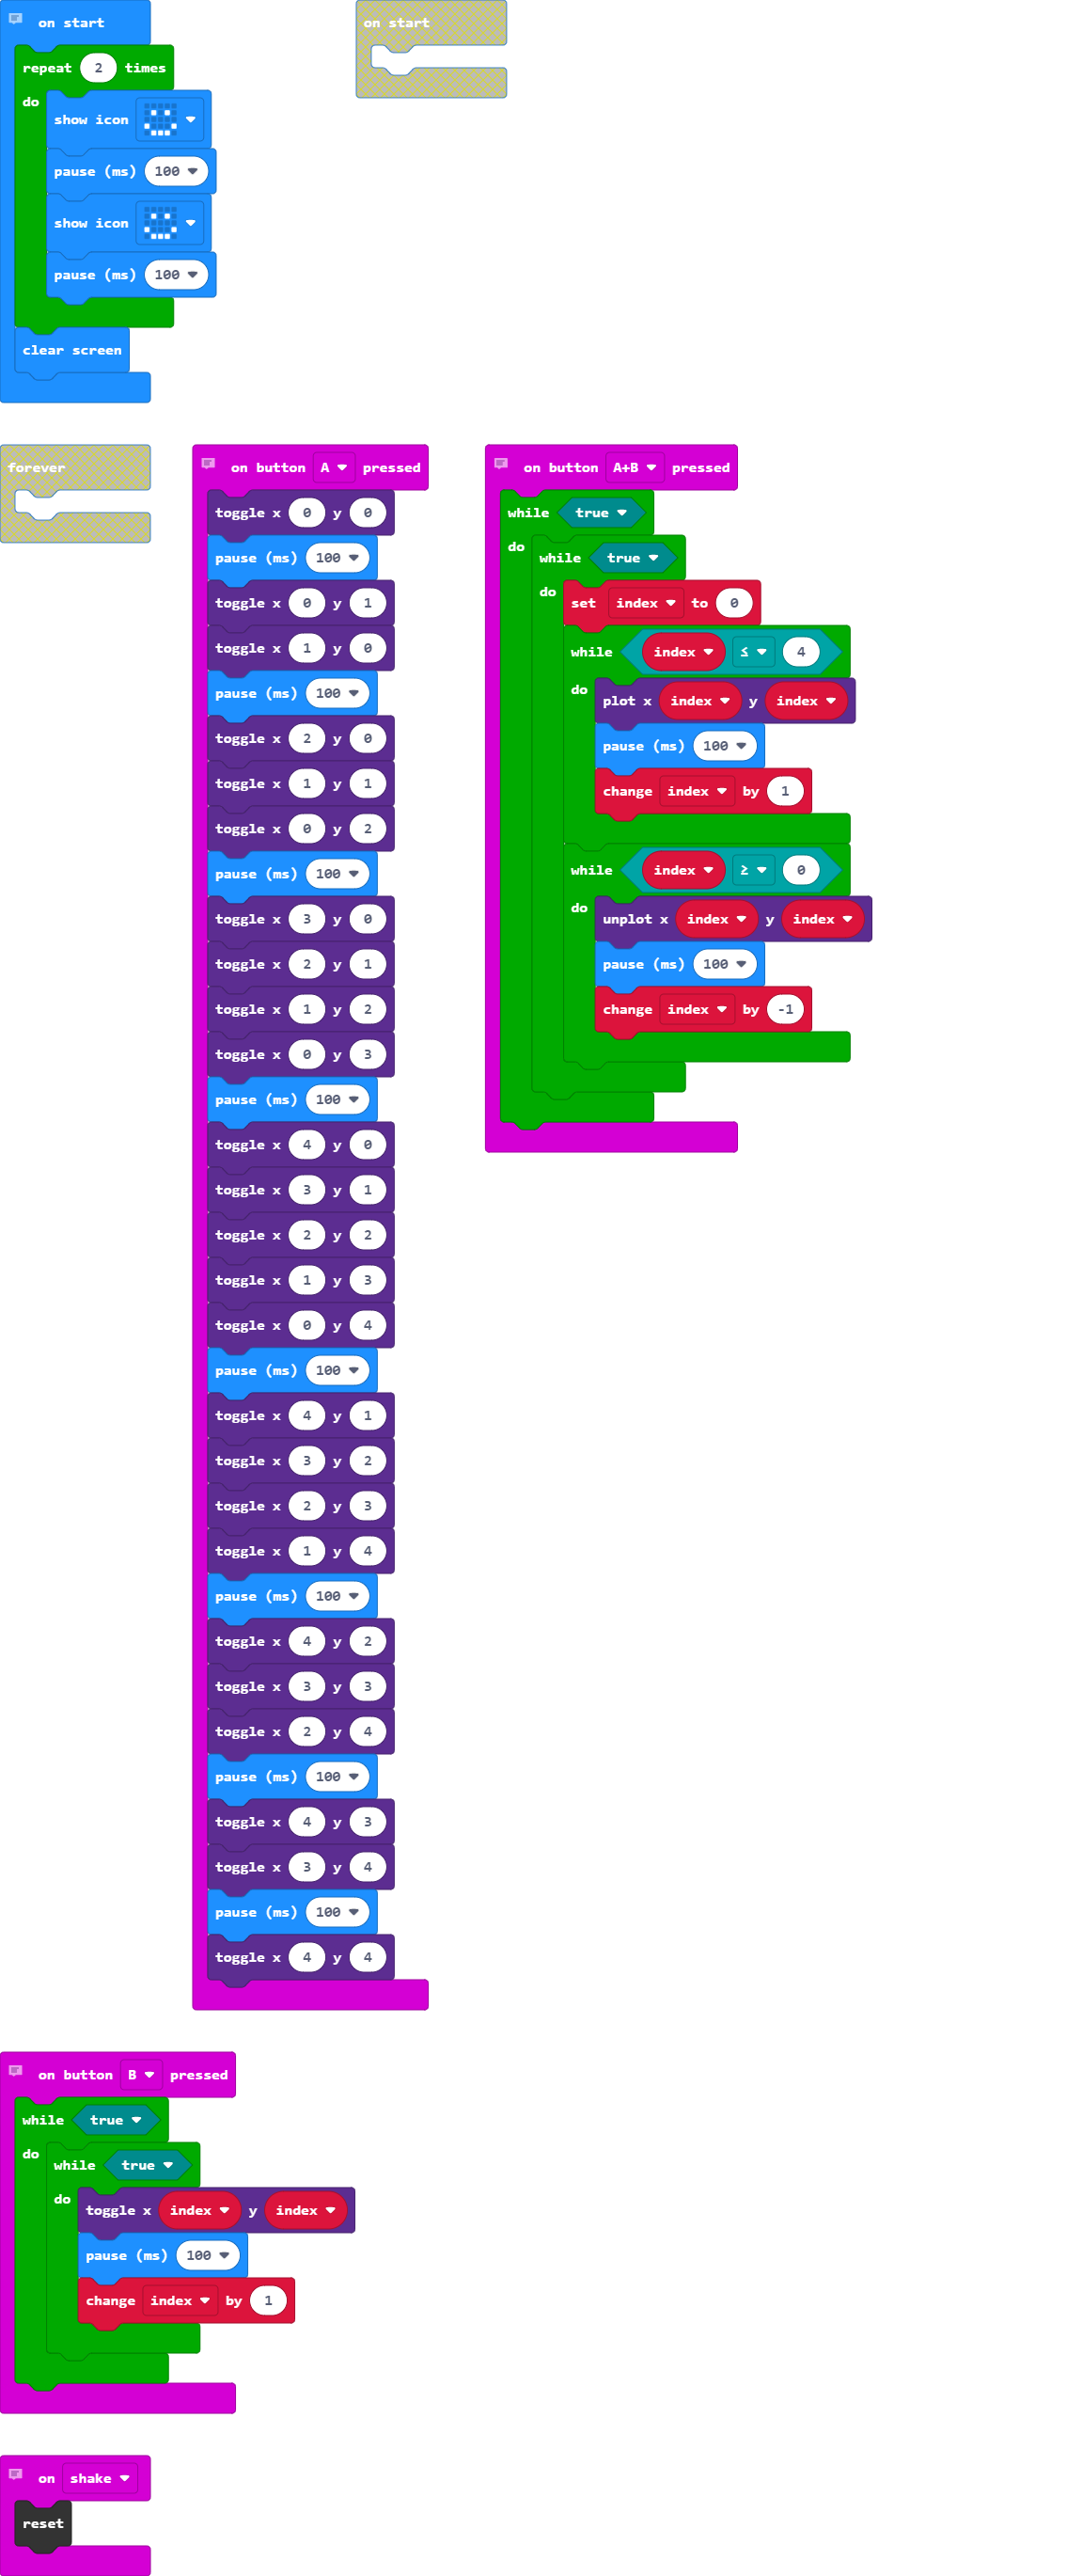 on start
repeat 2 times
do
show icon
pause (ms) 100
show icon
pause (ms) 100
clear screen
on start
forever
on button A pressed
toggle x 0 y 0
pause (ms) 100
toggle x 0 y 1
toggle x 1 y 0
pause (ms) 100
toggle x 2 y 0
toggle x 1 y 1
toggle x 0 y 2
pause (ms) 100
toggle x 3 y 0
toggle x 2 y 1
toggle x 1 y 2
toggle x 0 y 3
pause (ms) 100
toggle x 4 y 0
toggle x 3 y 1
toggle x 2 y 2
toggle x 1 y 3
toggle x 0 y 4
pause (ms) 100
toggle x 4 y 1
toggle x 3 y 2
toggle x 2 y 3
toggle x 1 y 4
pause (ms) 100
toggle x 4 y 2
toggle x 3 y 3
toggle x 2 y 4
pause (ms) 100
toggle x 4 y 3
toggle x 3 y 4
pause (ms) 100
toggle x 4 y 4
on button A+B pressed
while true
do
while true
do
set index to 0
while index ≤ 4
do
plot x index y index
pause (ms) 100
change index by 1
while index ≥ 0
do
unplot x index y index
pause (ms) 100
change index by -1
on button B pressed
while true
do
while true
do
toggle x index y index
pause (ms) 100
change index by 1
on shake
reset